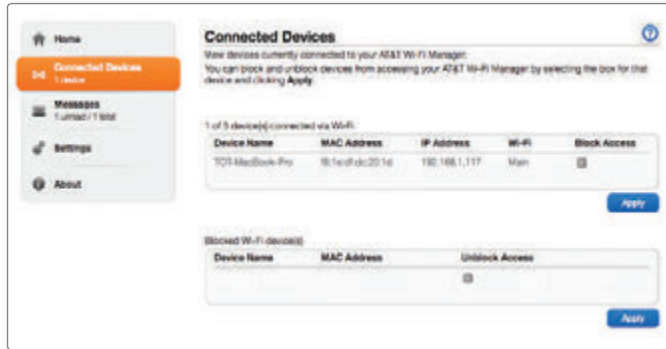 Home
Connected Devices
1 device
Messages
1 unread / 1 total
Settings
About
Connected Devices
View devices currently connected to your AT&T Wi-Fi Manager.
You can block and unblock devices from accessing your AT&T Wi-Fi Manager by selecting the box for that
device and clicking Apply.
1 of 5 device(s) connected via Wi-Fi
Device Name MAC Address IP Address Wi-Fi Block Access
TOT-MacBook-Pro 192.168.1.117 Main
Apply
Blocked Wi-Fi device(s)
Device Name MAC Address Unblock Access
Apply